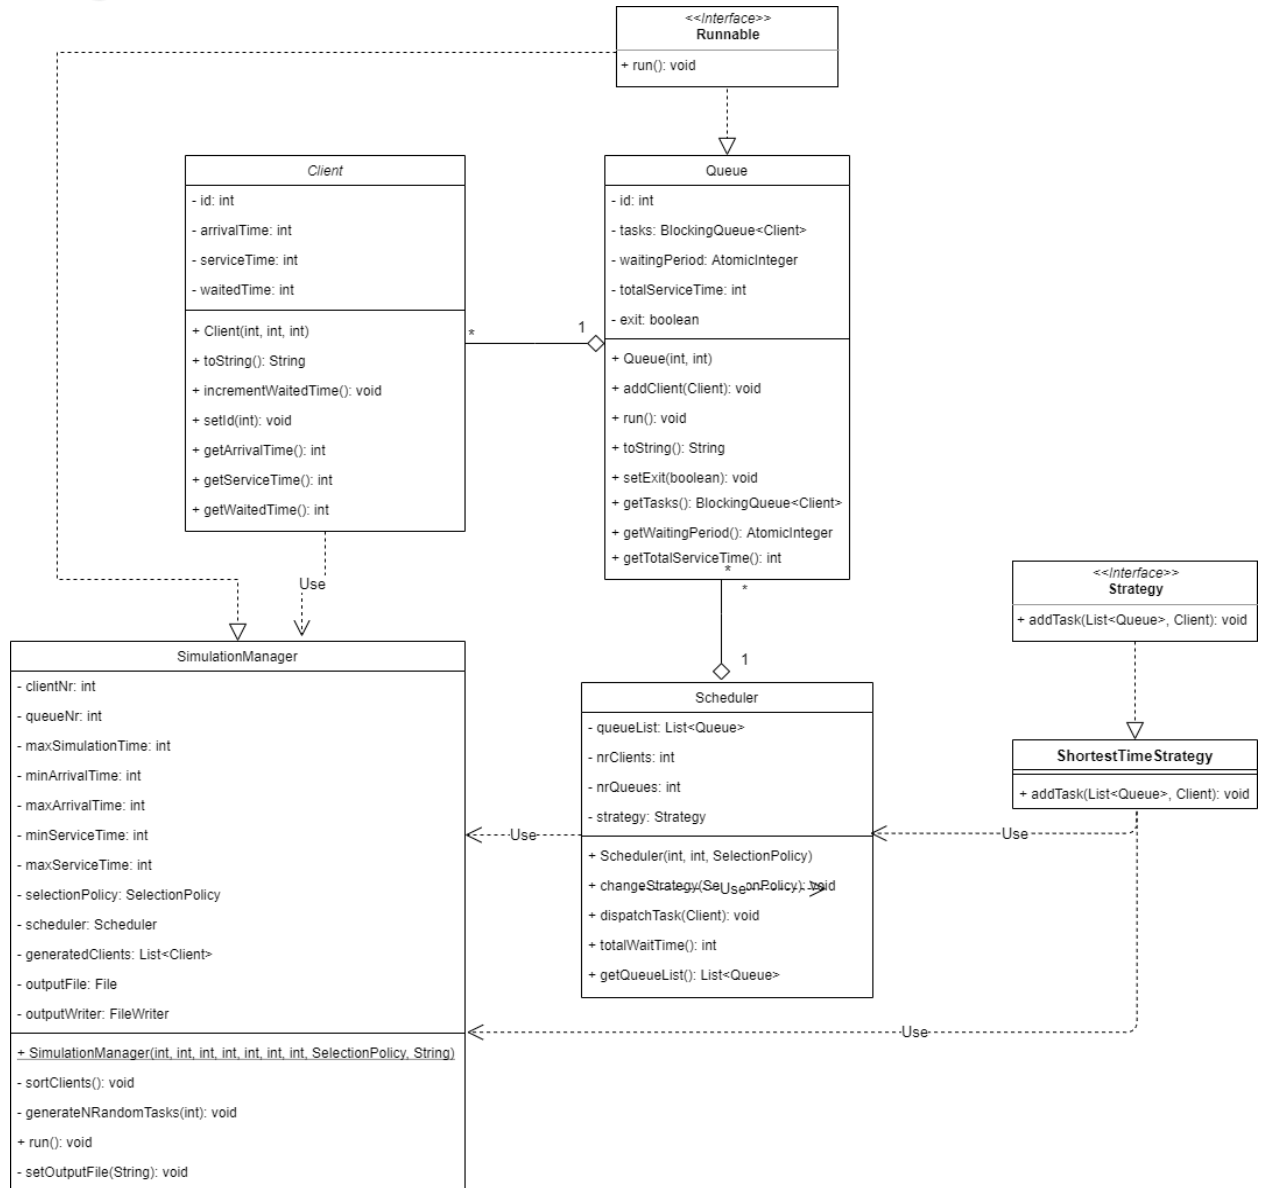 <<Interface>>
Runnable
+ run(): void
Client
- id: int
- arrivalTime: int
- serviceTime: int
- waitedTime: int
+ Client(int, int, int)
+ toString(): String
+ incrementWaitedTime(): void
+ setId(int): void
+ getArrivalTime(): int
+ getServiceTime(): int
+ getWaitedTime(): int
*
1
Queue
- id: int
- tasks: BlockingQueue<Client>
- waitingPeriod: AtomicInteger
- totalServiceTime: int
- exit: boolean
+ Queue(int, int)
+ addClient(Client): void
+ run(): void
+ toString(): String
+ setExit(boolean): void
+ getTasks(): BlockingQueue<Client>
+ getWaitingPeriod(): AtomicInteger
+ getTotalServiceTime(): int
*
*
1
Use
<<Interface>>
Strategy
+ addTask(List<Queue>, Client): void
SimulationManager
- clientNr: int
- queueNr: int
- maxSimulationTime: int
- minArrivalTime: int
- maxArrivalTime: int
- minServiceTime: int
- maxServiceTime: int
- selectionPolicy: SelectionPolicy
- scheduler: Scheduler
- generatedClients: List<Client>
- outputFile: File
- outputWriter: FileWriter
+ SimulationManager(int, int, int, int, int, int, int, SelectionPolicy, String)
- sortClients(): void
- generateNRandomTasks(int): void
+ run(): void
- setOutputFile(String): void
Use
Scheduler
- queueList: List<Queue>
- nrClients: int
- nrQueues: int
- strategy: Strategy
+ Scheduler(int, int, SelectionPolicy)
+ changeStrategy( void
Use
+ dispatchTask(Client): void
+ totalWaitTime(): int
+ getQueueList(): List<Queue>
ShortestTimeStrategy
+ addTask(List<Queue>, Client): void
Use
Use